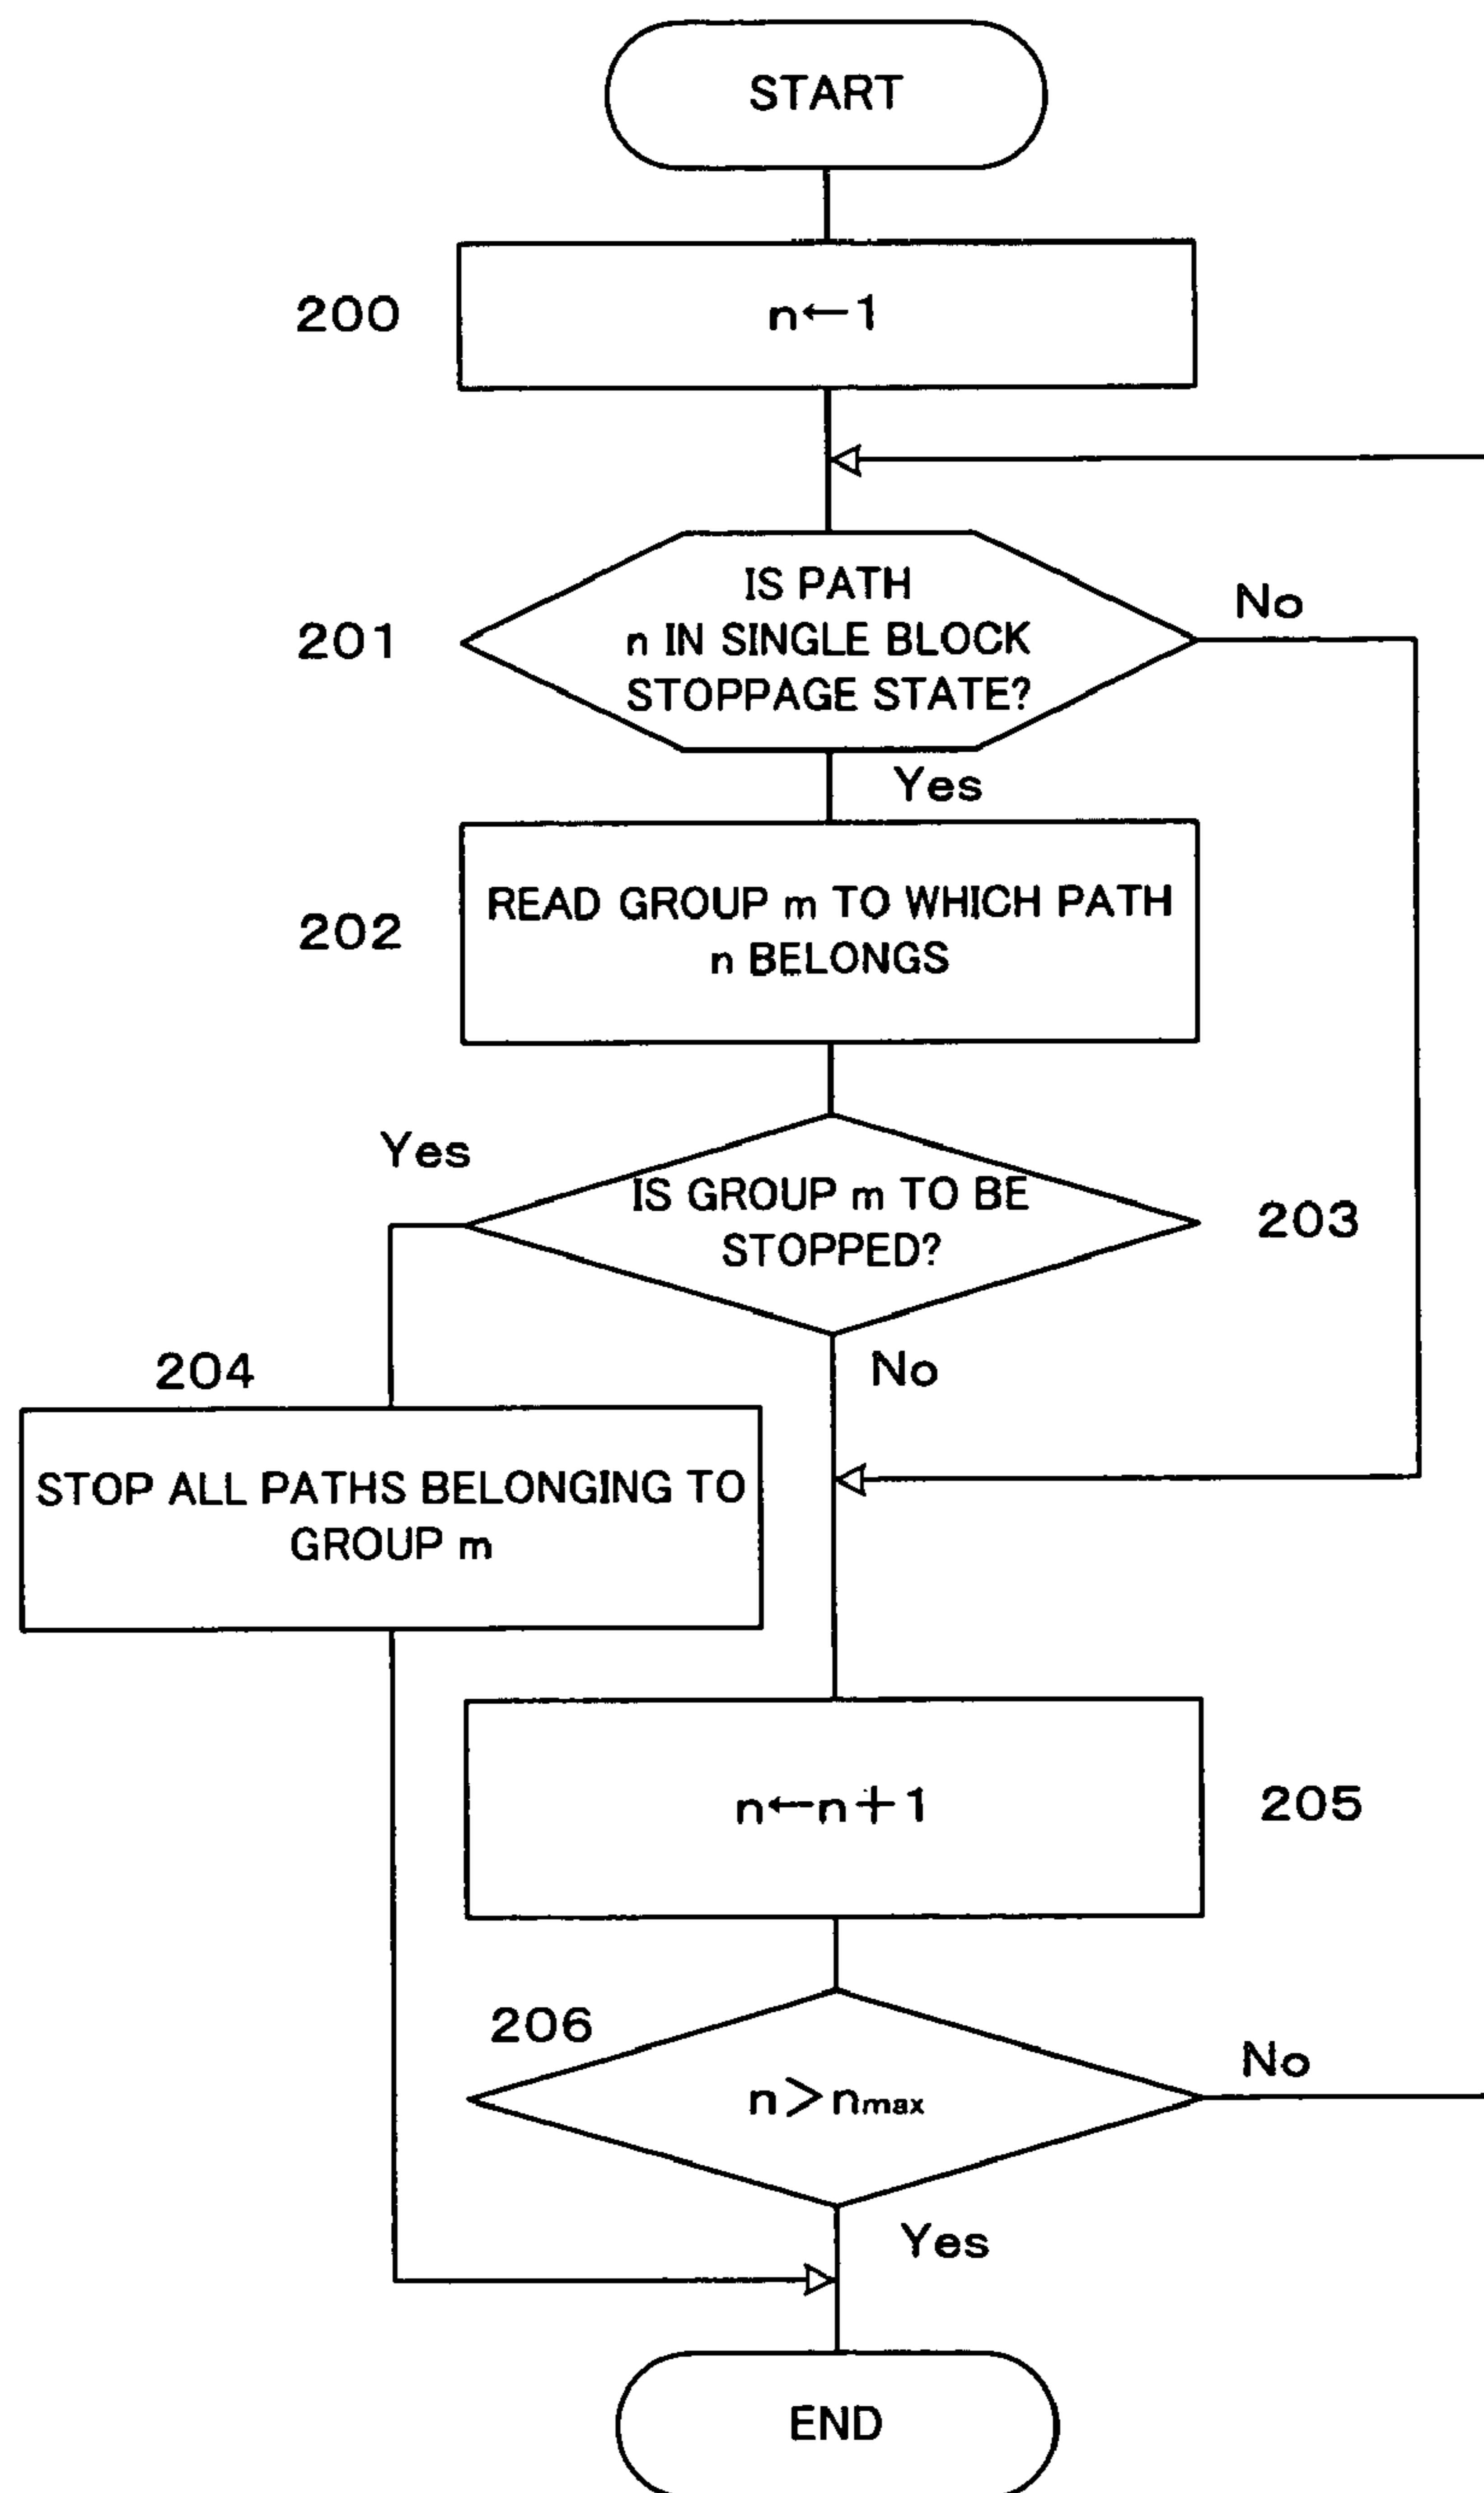 START
200
n←1
IS PATH
n IN SINGLE BLOCK
STOPPAGE STATE?
201
No
Yes
READ GROUP m TO WHICH PATH
n BELONGS
202
Yes
IS GROUP m TO BE
STOPPED?
203
No
204
STOP ALL PATHS BELONGING TO
GROUP m
n←n+1
205
206
n>nmax
No
Yes
END